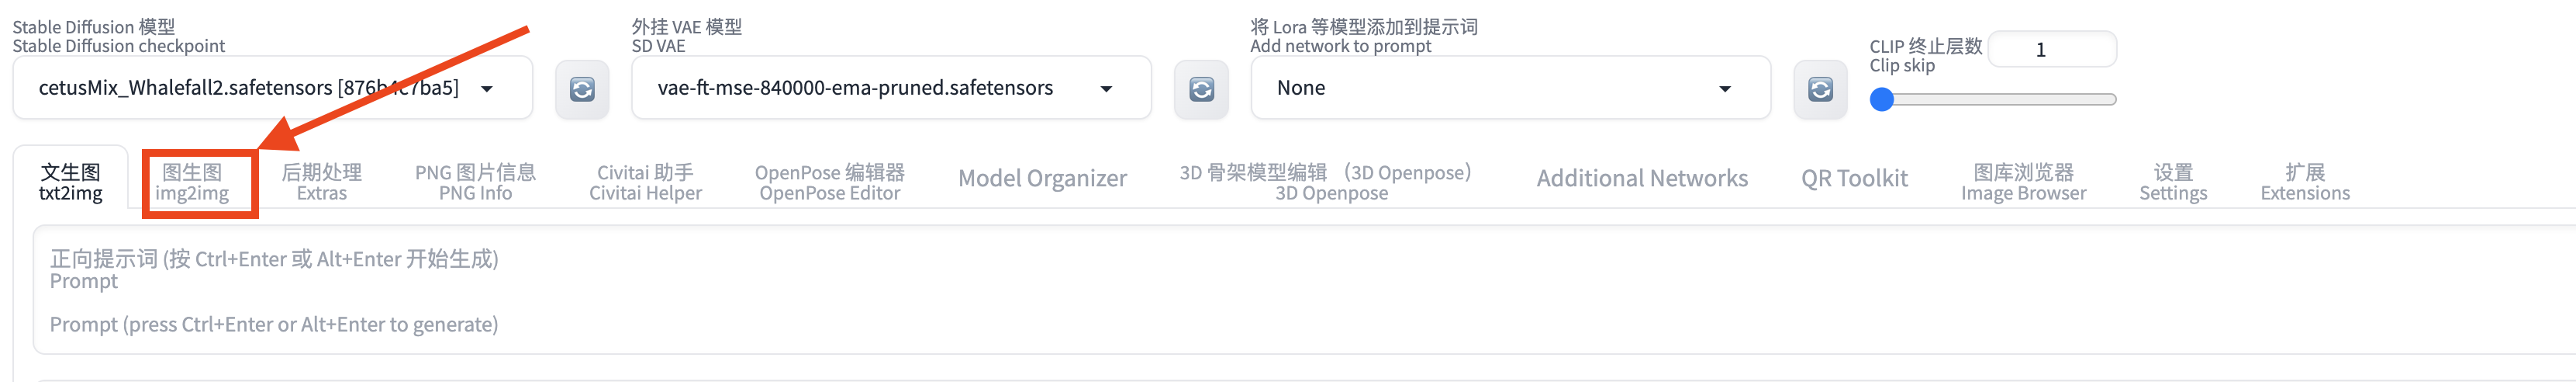 Stable Diffusion 模型
Stable Diffusion checkpoint
cetusMix_Whalefall2.safetensors [876b4c7ba5]
外挂 VAE 模型
SD VAE
vae-ft-mse-840000-ema-pruned.safetensors
将 Lora 等模型添加到提示词
Add network to prompt
None
CLIP 终止层数
Clip skip
1
文生图
txt2img
图生图
img2img
后期处理
Extras
PNG 图片信息
PNG Info
Civitai 助手
Civitai Helper
OpenPose 编辑器
OpenPose Editor
Model Organizer
3D 骨架模型编辑 （3D Openpose）
3D Openpose
Additional Networks
QR Toolkit
图库浏览器
Image Browser
设置
Settings
扩展
Extensions
正向提示词 (按 Ctrl+Enter 或 Alt+Enter 开始生成)
Prompt
Prompt (press Ctrl+Enter or Alt+Enter to generate)